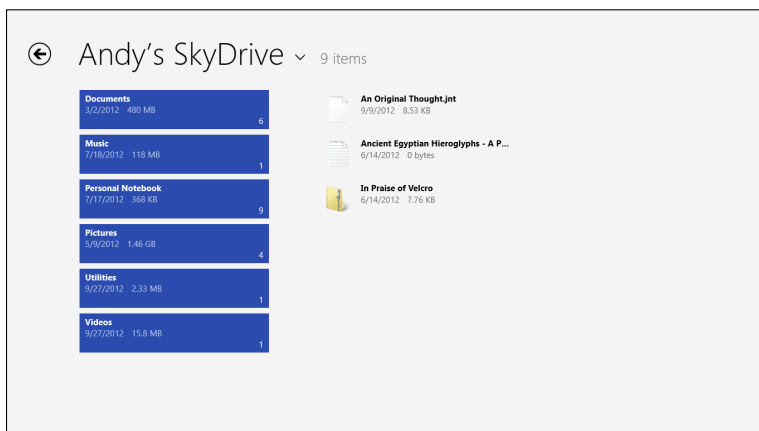 Andy's SkyDrive 9 items
Documents
3/2/2012 480 MB
6
Music
7/18/2012 118 MB
1
Personal Notebook
7/17/2012 368 KB
9
Pictures
5/9/2012 1.46 GB
4
Utilities
9/27/2012 2.33 MB
1
Videos
9/27/2012 15.8 MB
1
An Original Thought.jnt
9/9/2012 8.53 KB
Ancient Egyptian Hieroglyphs - A P...
6/14/2012 0 bytes
In Praise of Velcro
6/14/2012 7.76 KB